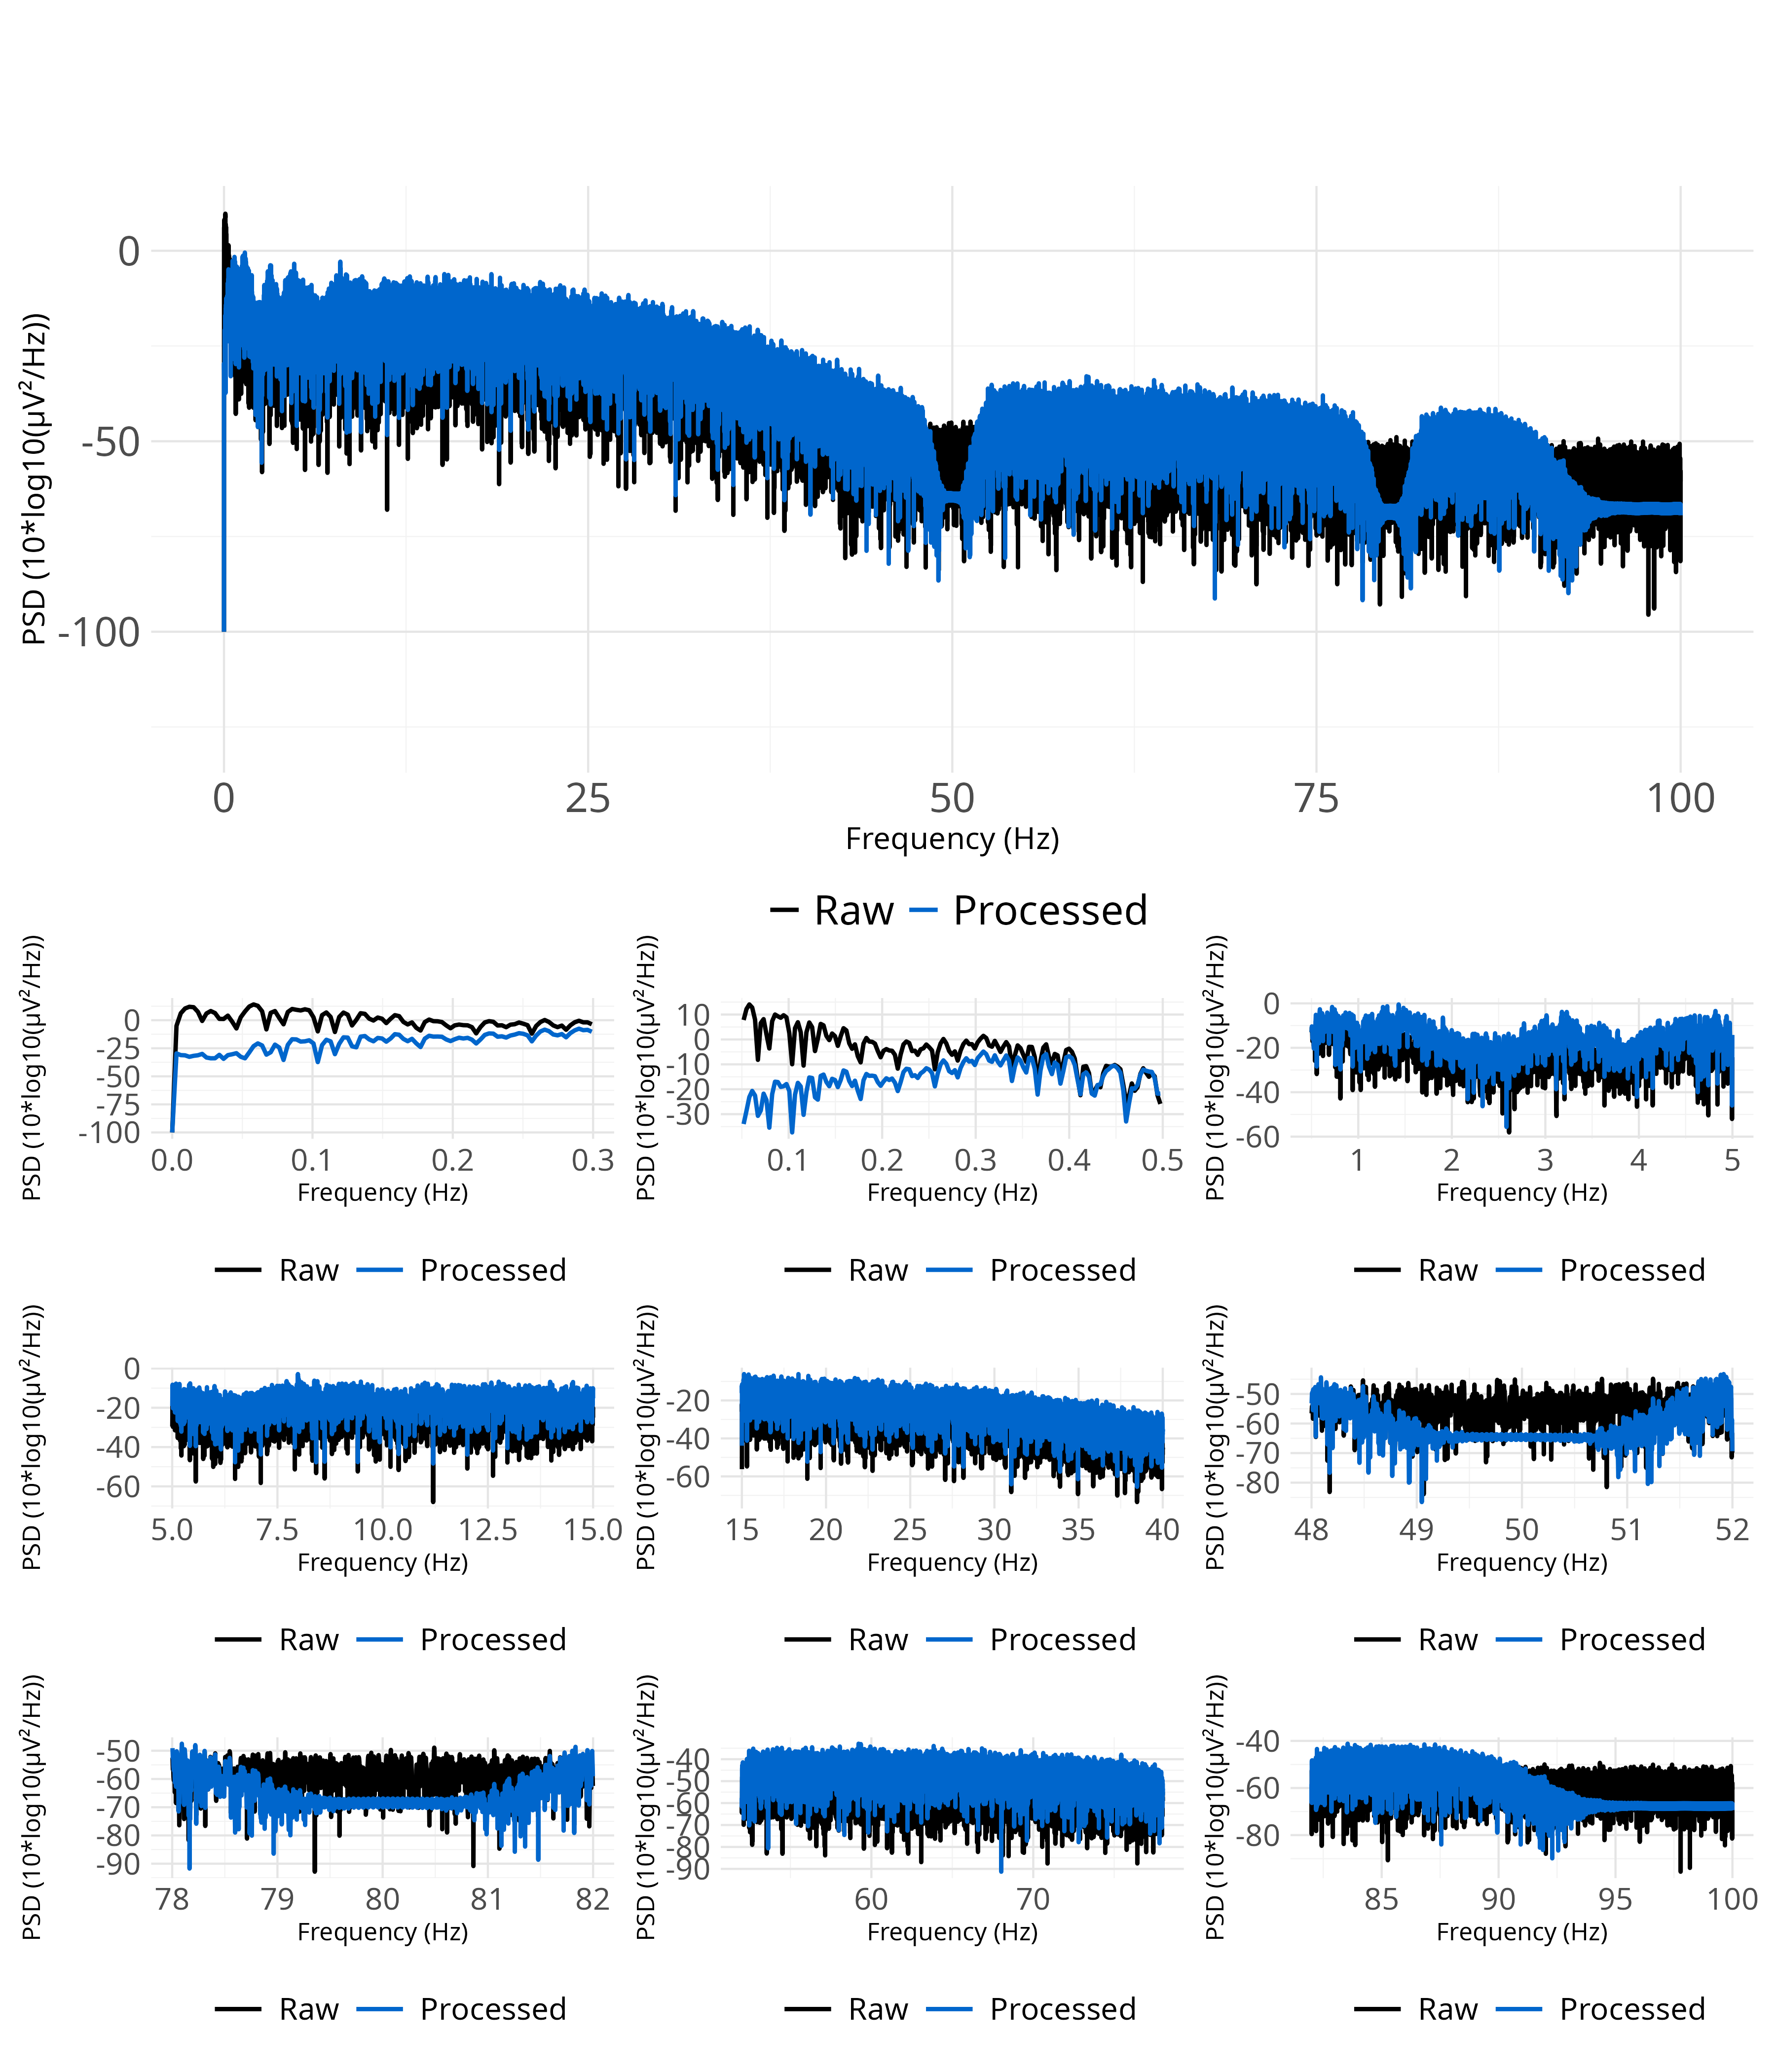 PSD (10*log10(µV²/Hz))
0
-50
-100
0 25 50 75 100
Frequency (Hz)
Raw Processed
PSD (10*log10(µV²/Hz))
0
-25
-50
-75
-100
0.0 0.1 0.2 0.3
Frequency (Hz)
Raw Processed
PSD (10*log10(µV²/Hz))
10
0
-10
-20
-30
0.1 0.2 0.3 0.4 0.5
Frequency (Hz)
Raw Processed
PSD (10*log10(µV²/Hz))
0
-20
-40
-60
1 2 3 4 5
Frequency (Hz)
Raw Processed
PSD (10*log10(µV²/Hz))
0
-20
-40
-60
5.0 7.5 10.0 12.5 15.0
Frequency (Hz)
Raw Processed
PSD (10*log10(µV²/Hz))
-20
-40
-60
15 20 25 30 35 40
Frequency (Hz)
Raw Processed
PSD (10*log10(µV²/Hz))
-50
-60
-70
-80
48 49 50 51 52
Frequency (Hz)
Raw Processed
PSD (10*log10(µV²/Hz))
-50
-60
-70
-80
-90
78 79 80 81 82
Frequency (Hz)
Raw Processed
PSD (10*log10(µV²/Hz))
-40
-50
-60
-70
-80
-90
60 70
Frequency (Hz)
Raw Processed
PSD (10*log10(µV²/Hz))
-40
-60
-80
85 90 95 100
Frequency (Hz)
Raw Processed